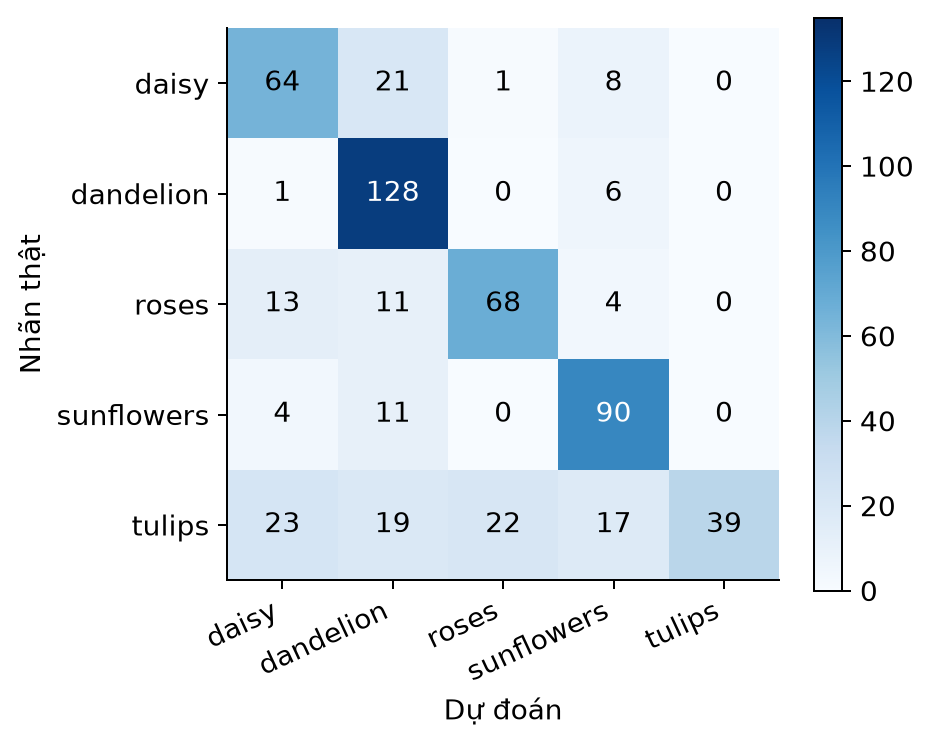 daisy 64 21 1 8 0
dandelion 1 128 0 6 0
roses 13 11 68 4 0
sunflowers 4 11 0 90 0
tulips 23 19 22 17 39
daisy dandelion roses sunflowers tulips
Dự đoán
Nhãn thật
120
100
80
60
40
20
0